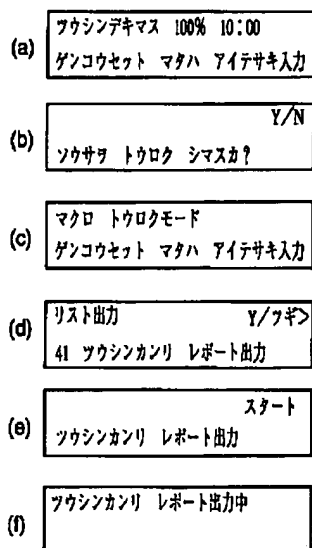 (a)
ツウシンデキマス 100% 10:00
ゲンコウセット マタハ アイテサキ入力
(b)
Y/N
ソウサヲ トウロク シマスカ?
(c)
マクロ トウロクモード
ゲンコウセット マタハ アイテサキ入力
(d)
リスト出力 Y/ツギ>
41 ツウシンカンリ レポート出力
(e)
スタート
ツウシンカンリ レポート出力
(f)
ツウシンカンリ レポート出力中